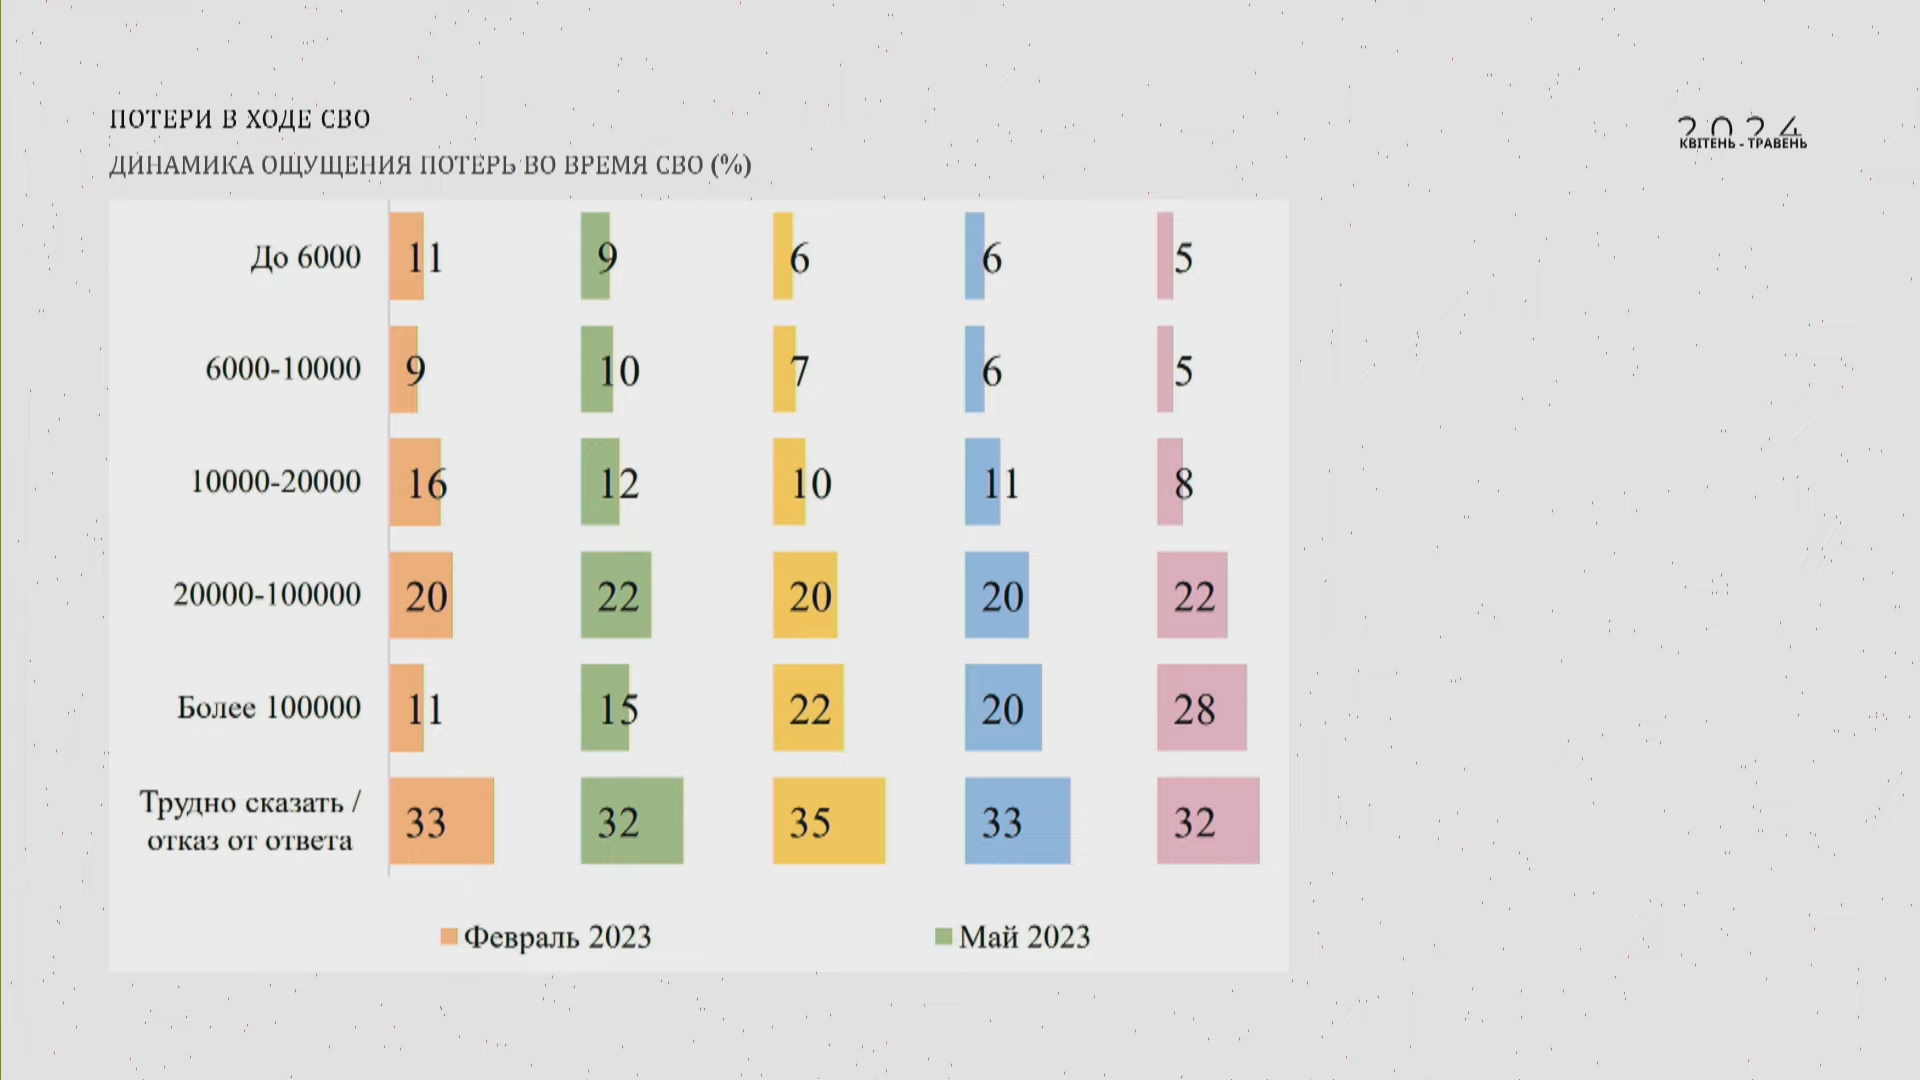 ПОТЕРИ В ХОДЕ СВО
ДИНАМИКА ОЩУЩЕНИЯ ПОТЕРЬ ВО ВРЕМЯ СВО (%)
2024
КВІТЕНЬ - ТРАВЕНЬ
До 6000 11 9 6 6 5
6000-10000 9 10 7 6 5
10000-20000 16 12 10 11 8
20000-100000 20 22 20 20 22
Более 100000 11 15 22 20 28
Трудно сказать /
отказ от ответа 33 32 35 33 32
Февраль 2023 Май 2023